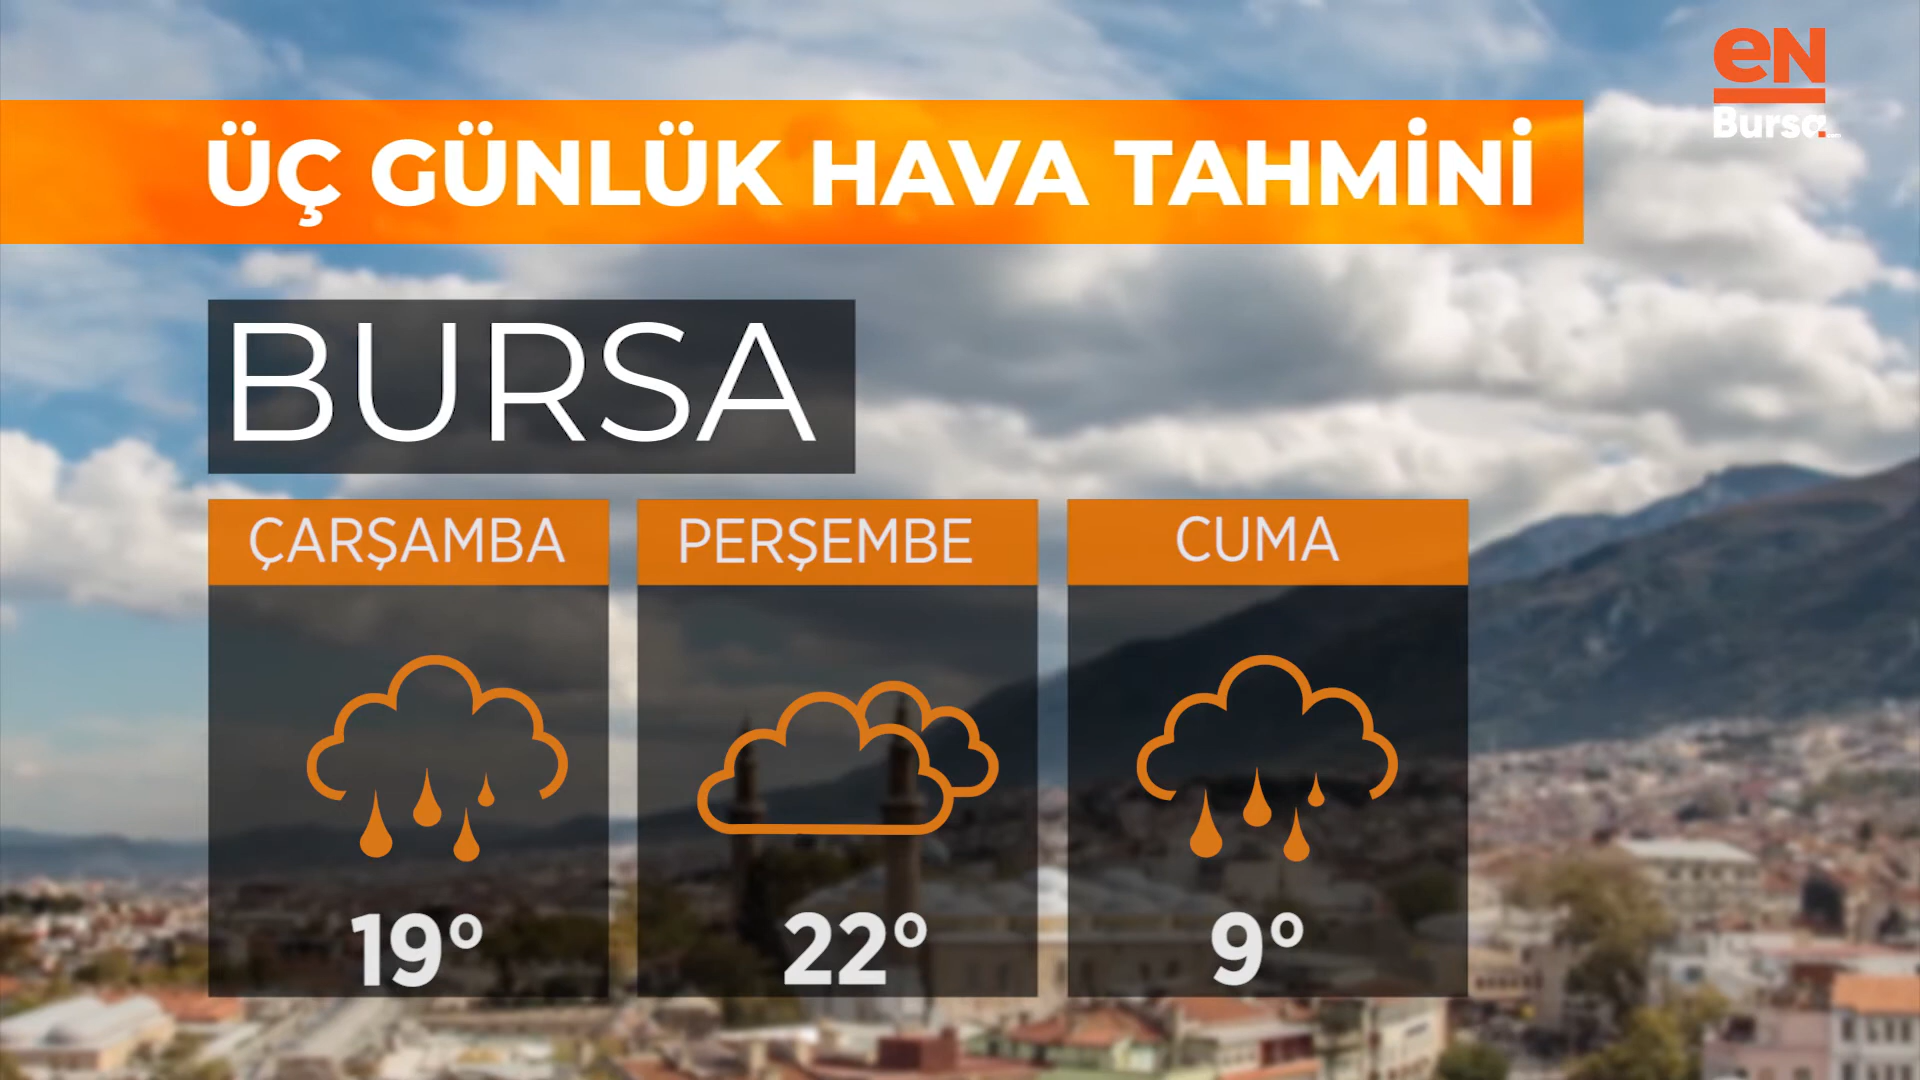 eN
Bursa
ÜÇ GÜNLÜK HAVA TAHMİNİ
BURSA
ÇARŞAMBA
PERŞEMBE
CUMA
19°
22°
9°